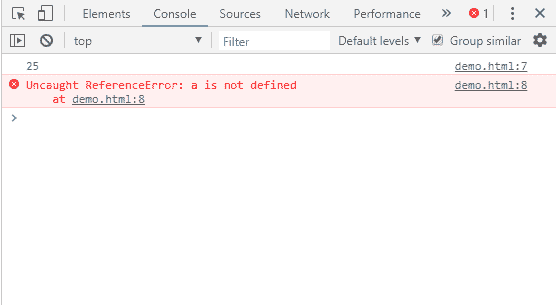 Elements Console Sources Network Performance » 1
top Filter Default levels Group similar
25 demo.html:7
Uncaught ReferenceError: a is not defined demo.html:8
at demo.html:8